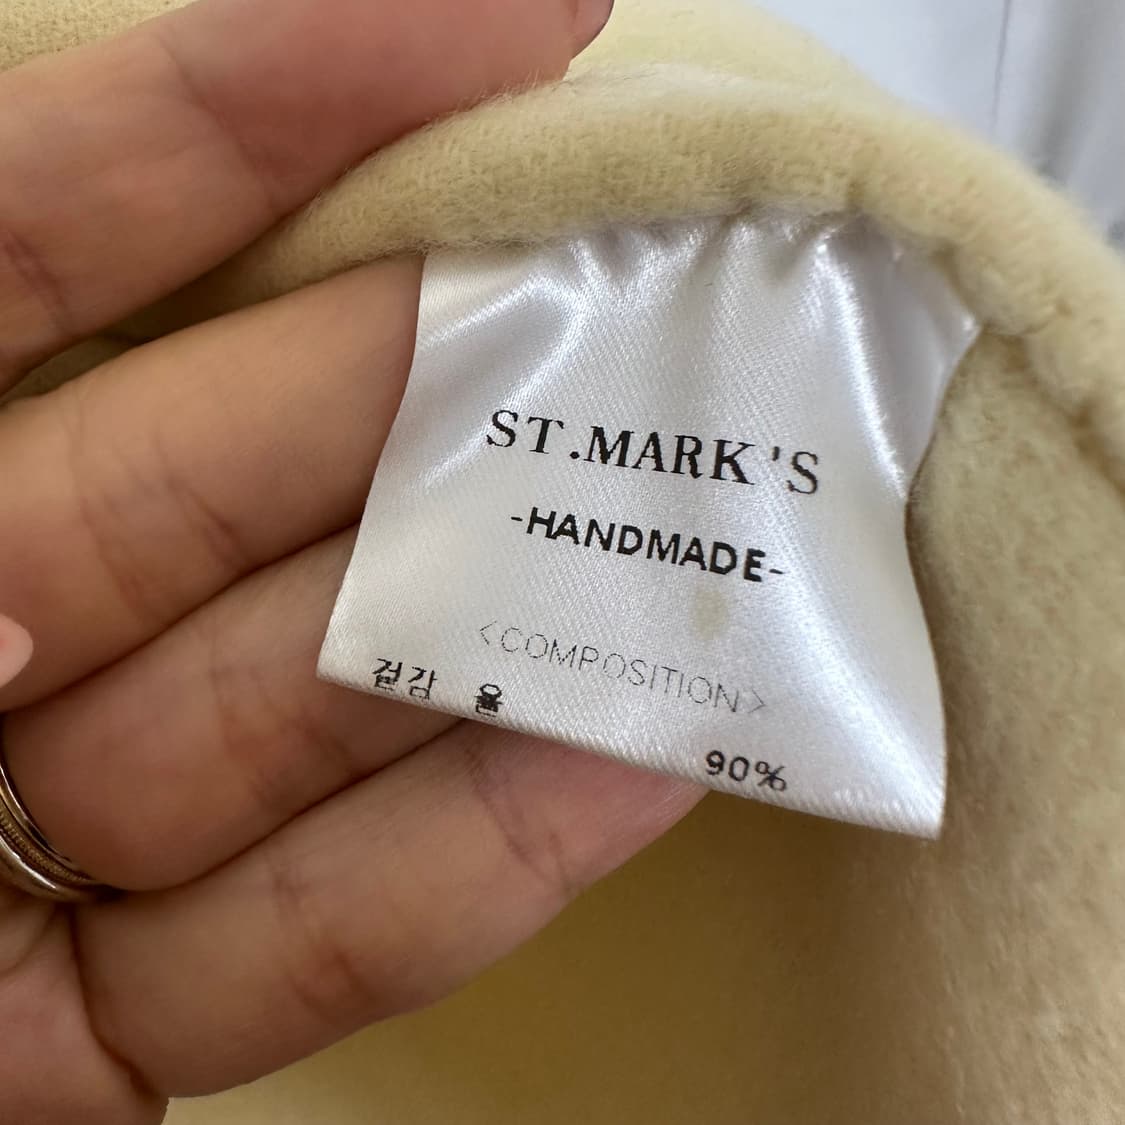 ST.MARK'S
-HANDMADE-
<COMPOSITION>
겉감 울 90%